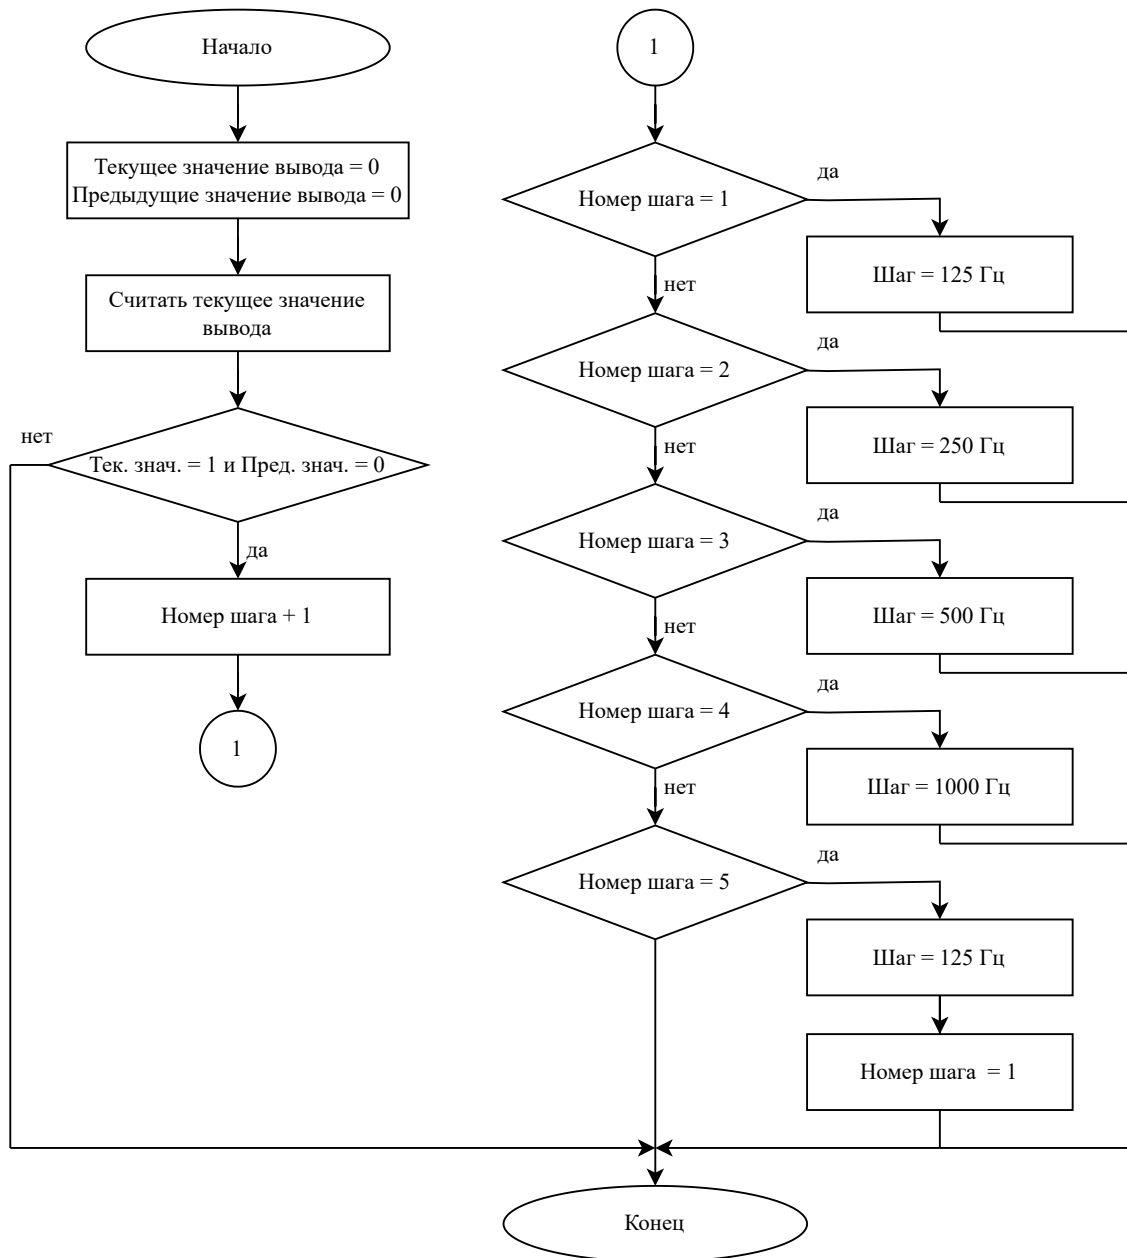 Начало
Текущее значение вывода = 0
Предыдущие значение вывода = 0
Считать текущее значение
вывода
нет
Тек. знач. = 1 и Пред. знач. = 0
да
Номер шага + 1
1
1
Номер шага = 1
да
Шаг = 125 Гц
нет
Номер шага = 2
да
Шаг = 250 Гц
нет
Номер шага = 3
да
Шаг = 500 Гц
нет
Номер шага = 4
да
Шаг = 1000 Гц
нет
Номер шага = 5
да
Шаг = 125 Гц
Номер шага = 1
Конец